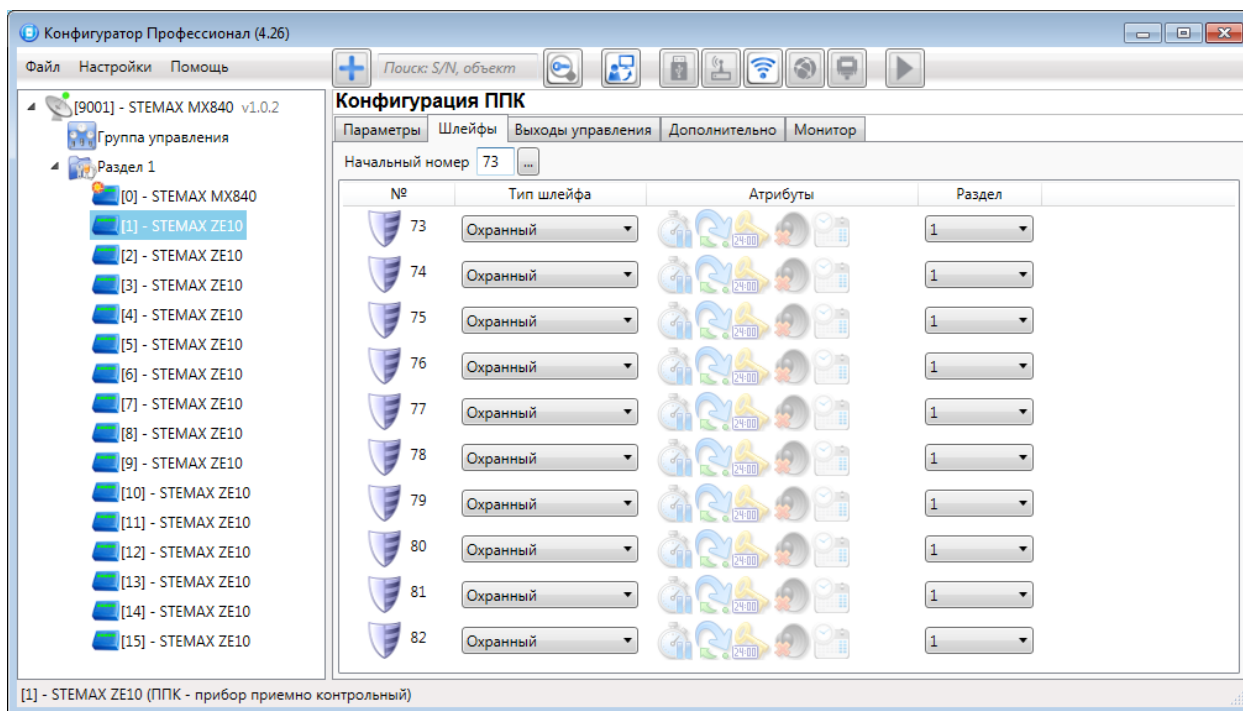 Конфигуратор Профессионал (4.26)
Файл Настройки Помощь
Поиск: S/N, объект
[9001] - STEMAX MX840 v1.0.2
Группа управления
Раздел 1
[0] - STEMAX MX840
[1] - STEMAX ZE10
[2] - STEMAX ZE10
[3] - STEMAX ZE10
[4] - STEMAX ZE10
[5] - STEMAX ZE10
[6] - STEMAX ZE10
[7] - STEMAX ZE10
[8] - STEMAX ZE10
[9] - STEMAX ZE10
[10] - STEMAX ZE10
[11] - STEMAX ZE10
[12] - STEMAX ZE10
[13] - STEMAX ZE10
[14] - STEMAX ZE10
[15] - STEMAX ZE10
Конфигурация ППК
Параметры Шлейфы Выходы управления Дополнительно Монитор
Начальный номер 73 ...
№ Тип шлейфа Атрибуты Раздел
73 Охранный 24:00 1
74 Охранный 24:00 1
75 Охранный 24:00 1
76 Охранный 24:00 1
77 Охранный 24:00 1
78 Охранный 24:00 1
79 Охранный 24:00 1
80 Охранный 24:00 1
81 Охранный 24:00 1
82 Охранный 24:00 1
[1] - STEMAX ZE10 (ППК - прибор приемно контрольный)